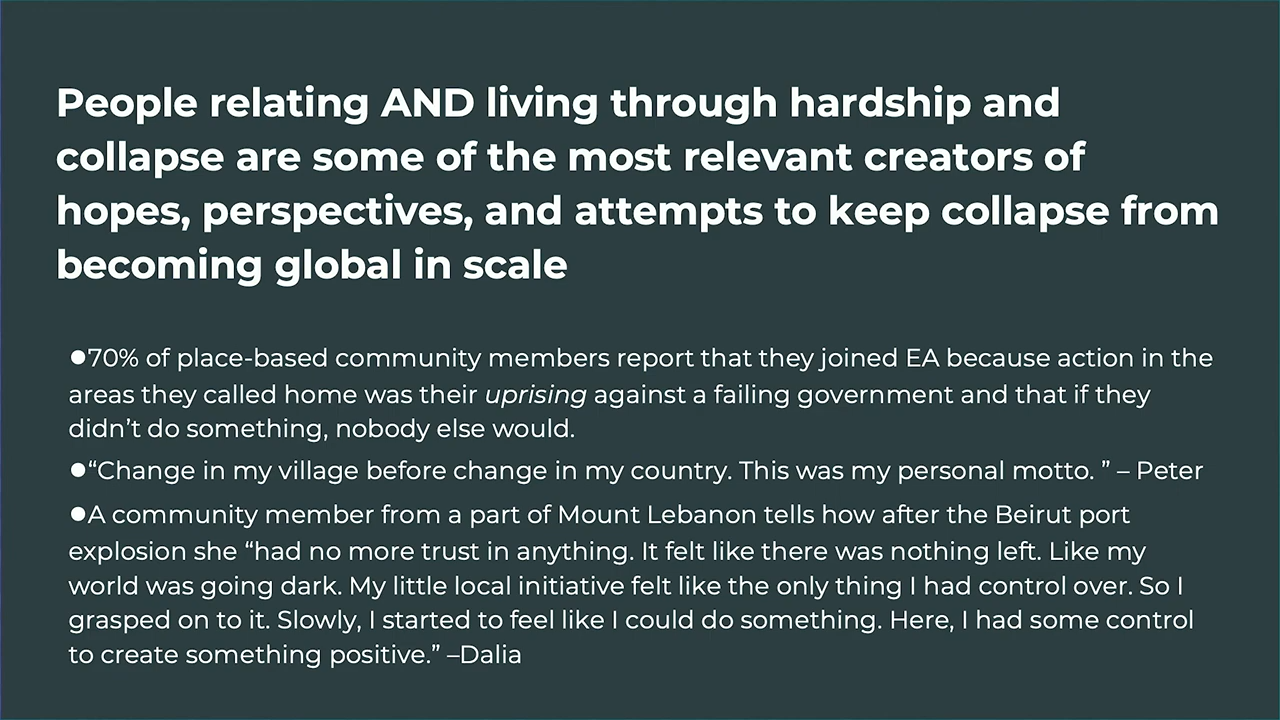 People relating AND living through hardship and
collapse are some of the most relevant creators of
hopes, perspectives, and attempts to keep collapse from
becoming global in scale
●70% of place-based community members report that they joined EA because action in the
areas they called home was their uprising against a failing government and that if they
didn’t do something, nobody else would.
●“Change in my village before change in my country. This was my personal motto. ” – Peter
●A community member from a part of Mount Lebanon tells how after the Beirut port
explosion she “had no more trust in anything. It felt like there was nothing left. Like my
world was going dark. My little local initiative felt like the only thing I had control over. So I
grasped on to it. Slowly, I started to feel like I could do something. Here, I had some control
to create something positive.” –Dalia